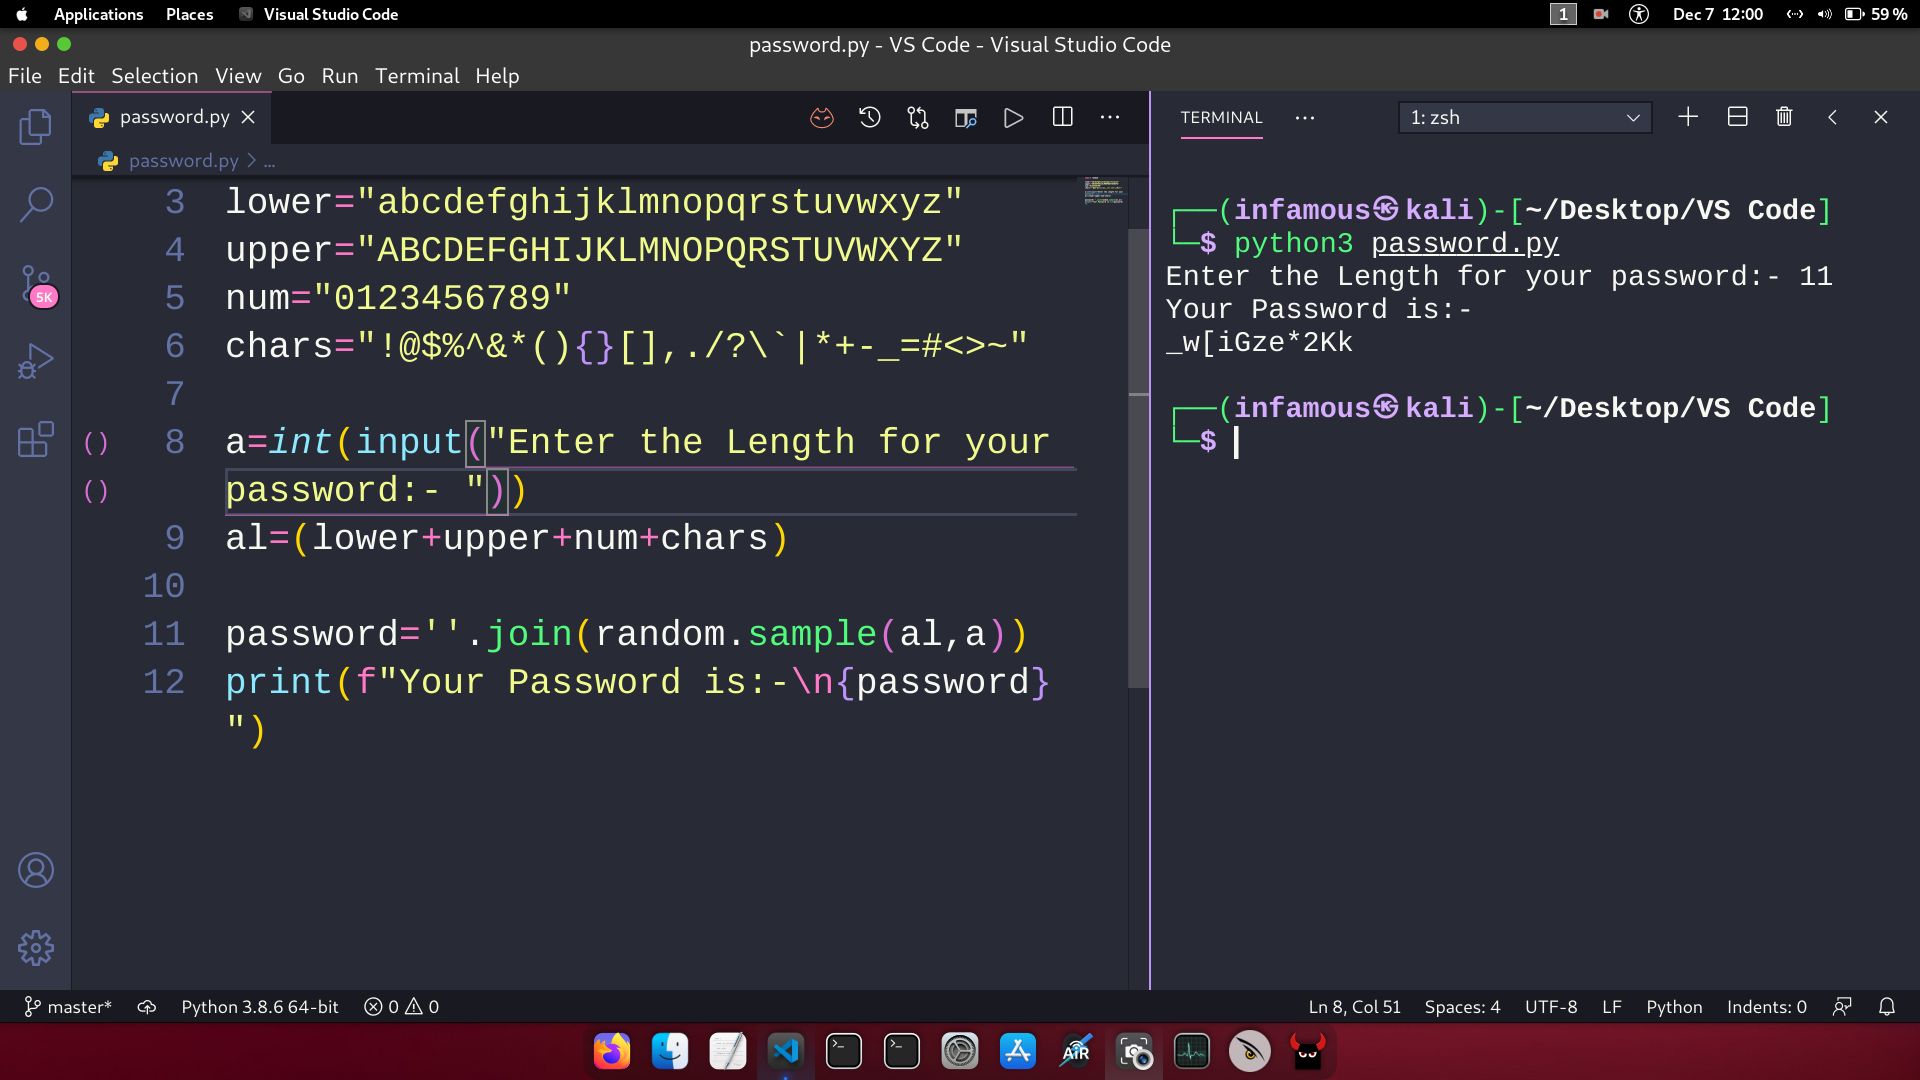 Applications Places Visual Studio Code 1 Dec 7 12:00 59 %
password.py - VS Code - Visual Studio Code
File Edit Selection View Go Run Terminal Help
password.py
password.py > ...
3 lower="abcdefghijklmnopqrstuvwxyz"
4 upper="ABCDEFGHIJKLMNOPQRSTUVWXYZ"
5 num="0123456789"
6 chars="!@$%^&*(){}[],./?\`|*+-_=#<>~"
7
() 8 a=int(input("Enter the Length for your
() password:- "))
9 al=(lower+upper+num+chars)
10
11 password=''.join(random.sample(al,a))
12 print(f"Your Password is:-\n{password}
")
5K
TERMINAL ... 1: zsh
┌──(infamous㉿kali)-[~/Desktop/VS Code]
└─$ python3 password.py
Enter the Length for your password:- 11
Your Password is:-
_w[iGze*2Kk
┌──(infamous㉿kali)-[~/Desktop/VS Code]
└─$
master* Python 3.8.6 64-bit 0 0 Ln 8, Col 51 Spaces: 4 UTF-8 LF Python Indents: 0
AiR